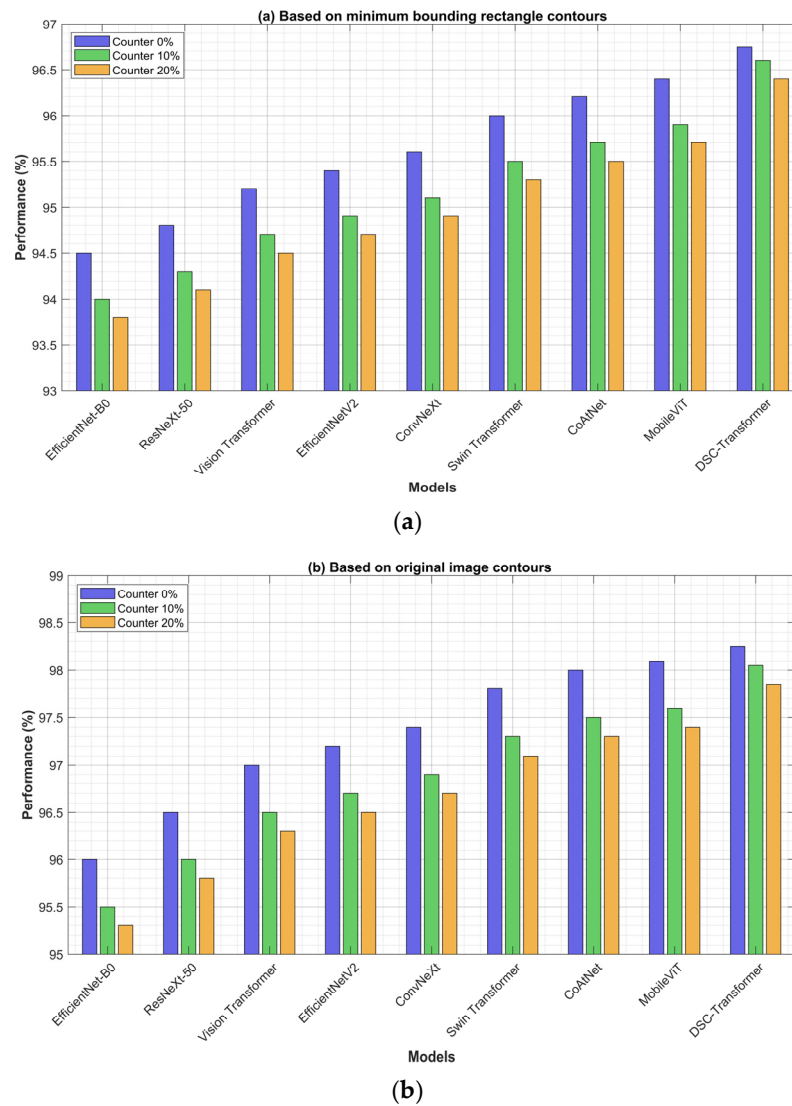 (a) Based on minimum bounding rectangle contours
97
96.5
96
95.5
95
94.5
94
93.5
93
Performance (%)
Counter 0%
Counter 10%
Counter 20%
EfficientNet-B0
ResNeXt-50
Vision Transformer
EfficientNetV2
ConvNeXt
Swin Transformer
CoAtNet
MobileViT
DSC-Transformer
Models
(a)
(b) Based on original image contours
99
98.5
98
97.5
97
96.5
96
95.5
95
Performance (%)
Counter 0%
Counter 10%
Counter 20%
EfficientNet-B0
ResNeXt-50
Vision Transformer
EfficientNetV2
ConvNeXt
Swin Transformer
CoAtNet
MobileViT
DSC-Transformer
Models
(b)